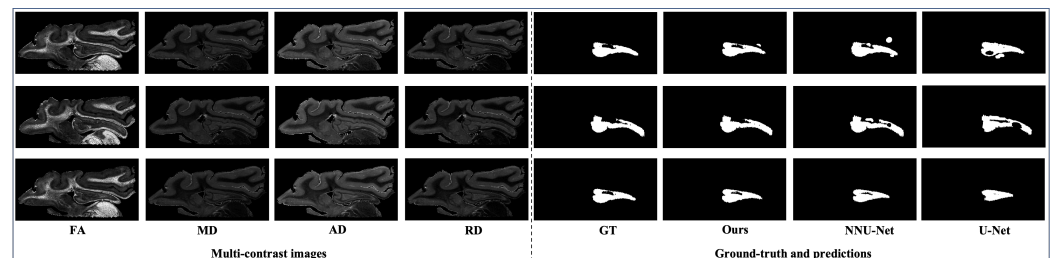 FA MD AD RD GT Ours NNU-Net U-Net
Multi-contrast images Ground-truth and predictions